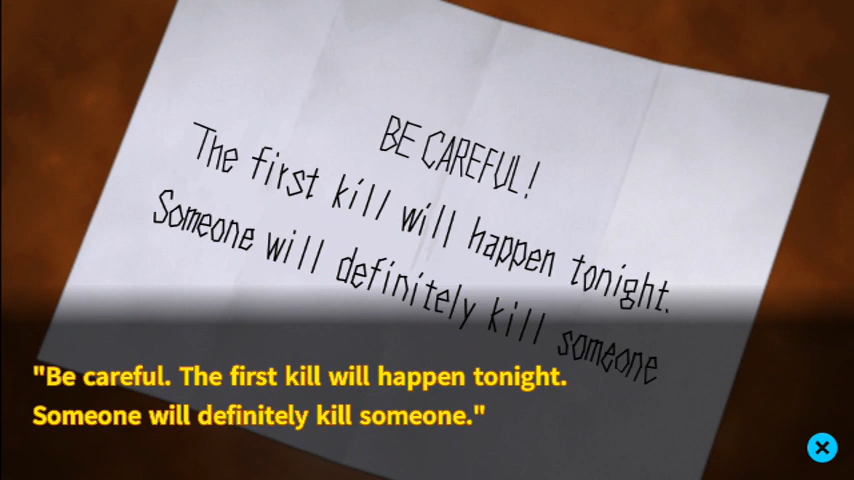 BE CAREFUL!
The first kill will happen tonight.
Someone will definitely kill someone
"Be careful. The first kill will happen tonight.
Someone will definitely kill someone."